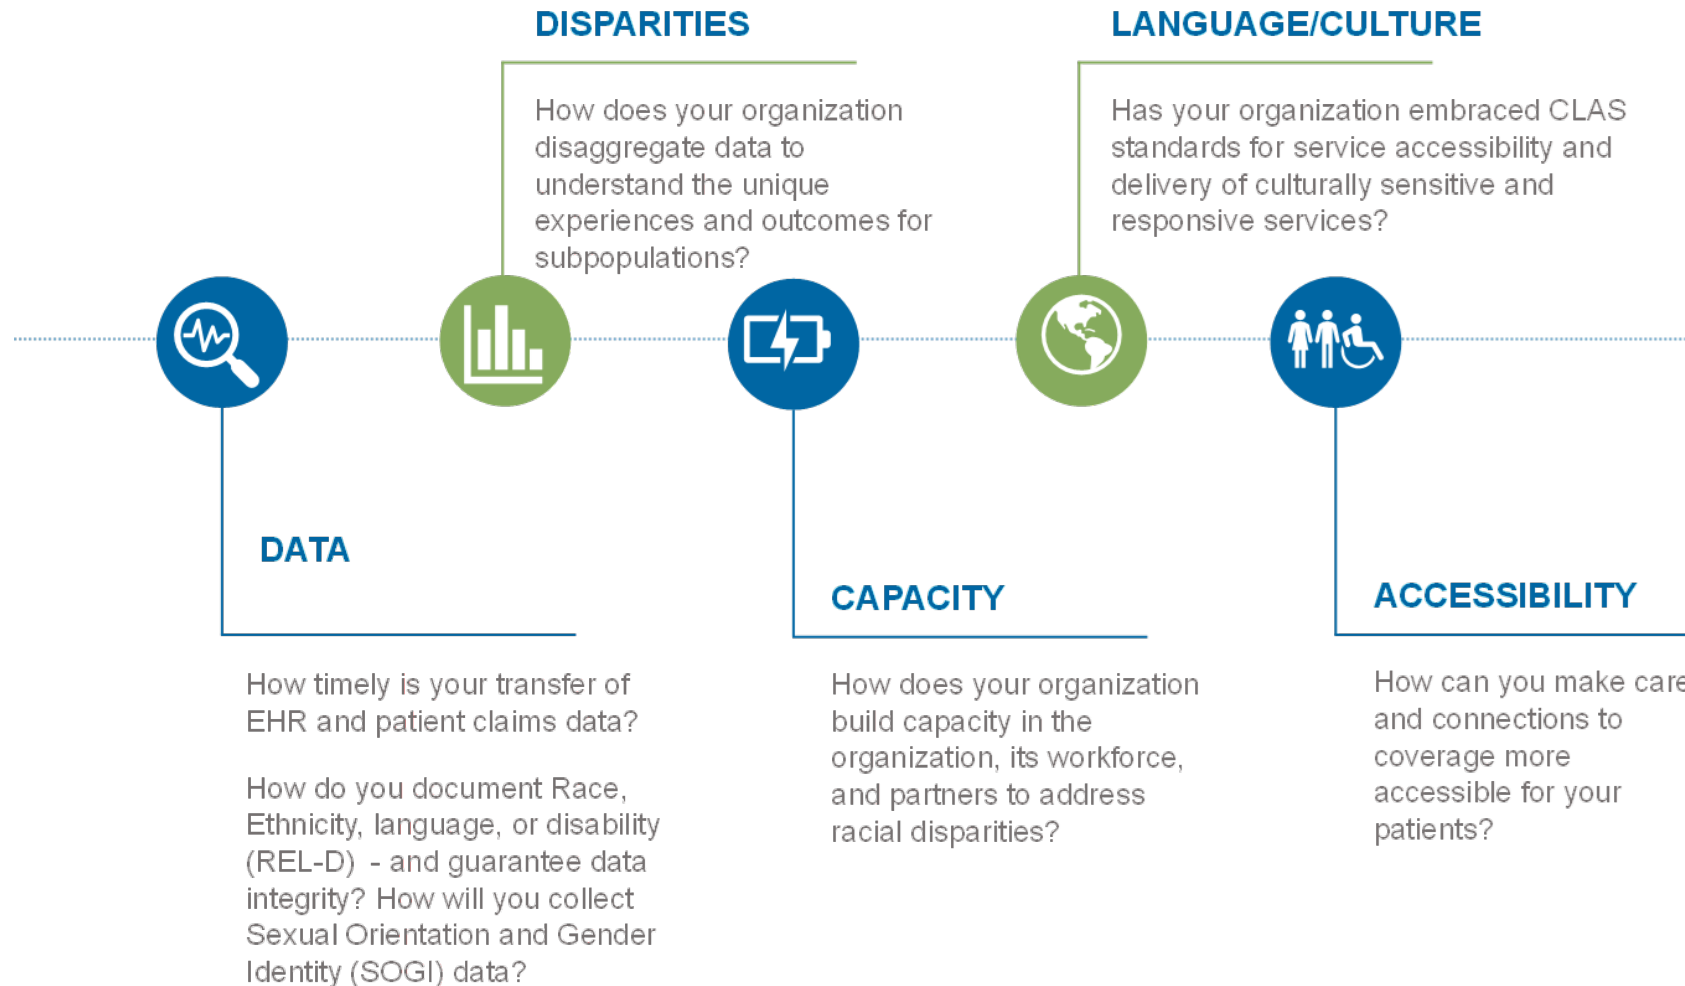 DISPARITIES
How does your organization
disaggregate data to
understand the unique
experiences and outcomes for
subpopulations?
LANGUAGE/CULTURE
Has your organization embraced CLAS
standards for service accessibility and
delivery of culturally sensitive and
responsive services?
DATA
How timely is your transfer of
EHR and patient claims data?
How do you document Race,
Ethnicity, language, or disability
(REL-D)  - and guarantee data
integrity? How will you collect
Sexual Orientation and Gender
Identity (SOGI) data?
CAPACITY
How does your organization
build capacity in the
organization, its workforce,
and partners to address
racial disparities?
ACCESSIBILITY
How can you make care
and connections to
coverage more
accessible for your
patients?